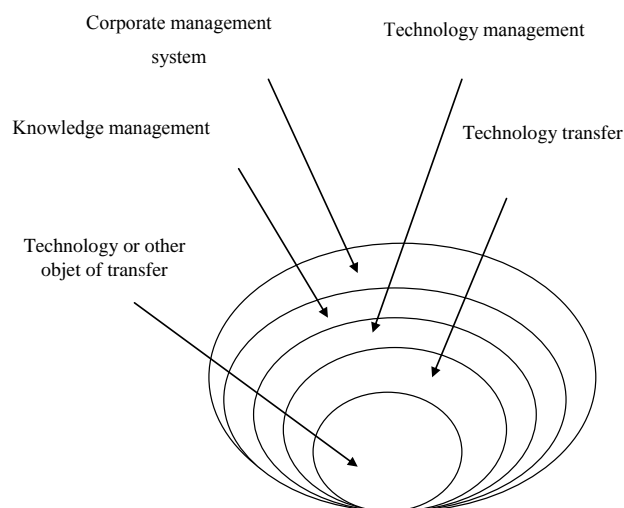 Corporate management
system
Technology management
Knowledge management
Technology transfer
Technology or other
objet of transfer